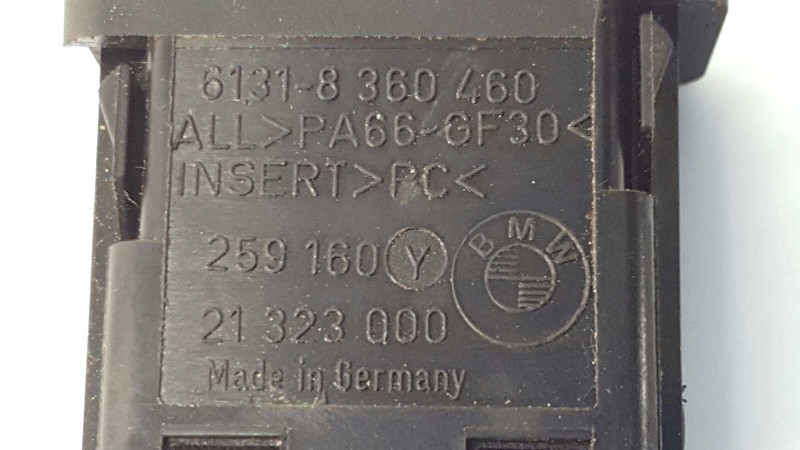 6131-8 360 460
ALL>PA66-GF30<
INSERT>PC<
259 160 Y
BMW
21 323 000
Made in Germany